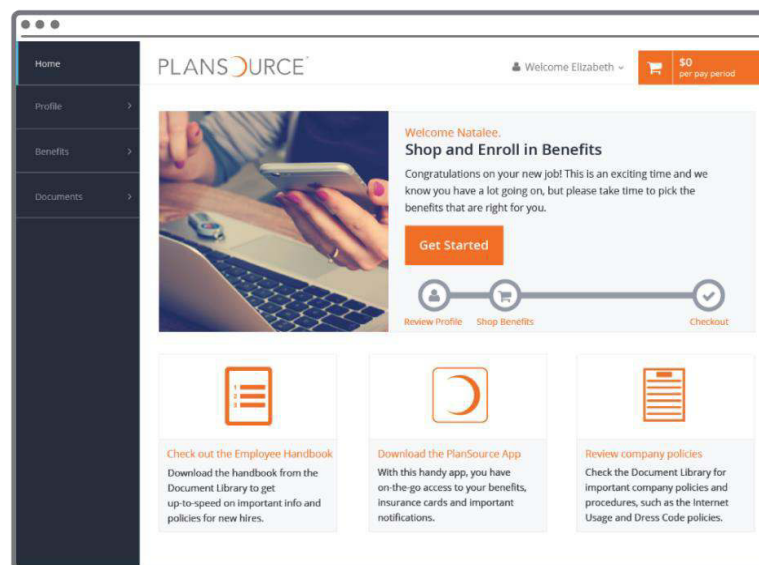 Home
Profile
Benefits
Documents
PLANSOURCE
Welcome Elizabeth
$0
per pay period
Welcome Natalee.
Shop and Enroll in Benefits
Congratulations on your new job! This is an exciting time and we
know you have a lot going on, but please take time to pick the
benefits that are right for you.
Get Started
Review Profile
Shop Benefits
Checkout
1
2
3
Check out the Employee Handbook
Download the handbook from the
Document Library to get
up-to-speed on important info and
policies for new hires.
Download the PlanSource App
With this handy app, you have
on-the-go access to your benefits,
insurance cards and important
notifications.
Review company policies
Check the Document Library for
important company policies and
procedures, such as the Internet
Usage and Dress Code policies.